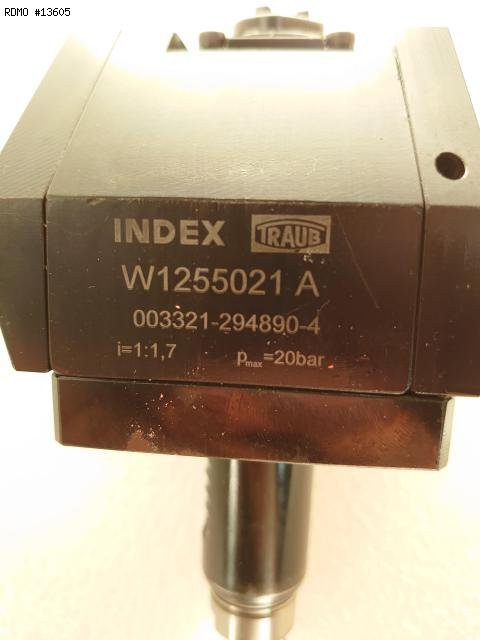 RDMO #13605
INDEX TRAUB
W1255021 A
003321-294890-4
i=1:1,7 pmax=20bar